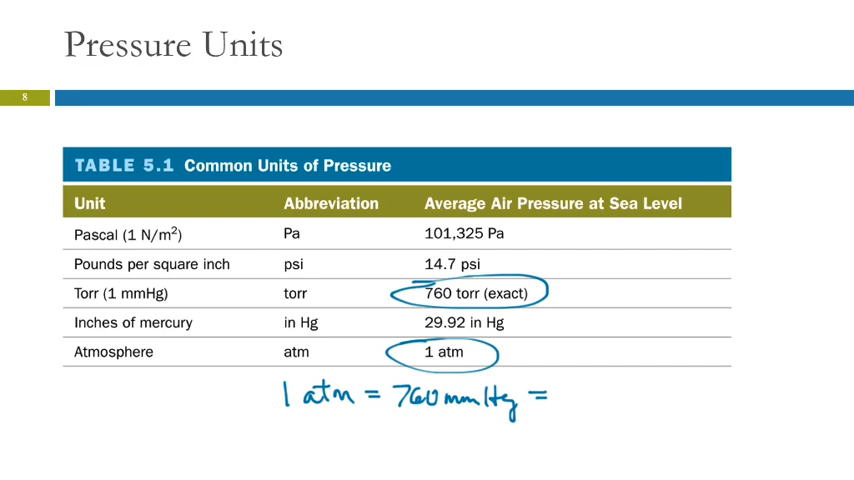 Pressure Units
8
TABLE 5.1 Common Units of Pressure
Unit Abbreviation Average Air Pressure at Sea Level
Pascal (1 N/m²) Pa 101,325 Pa
Pounds per square inch psi 14.7 psi
Torr (1 mmHg) torr 760 torr (exact)
Inches of mercury in Hg 29.92 in Hg
Atmosphere atm 1 atm
1 atm = 760 mmHg =